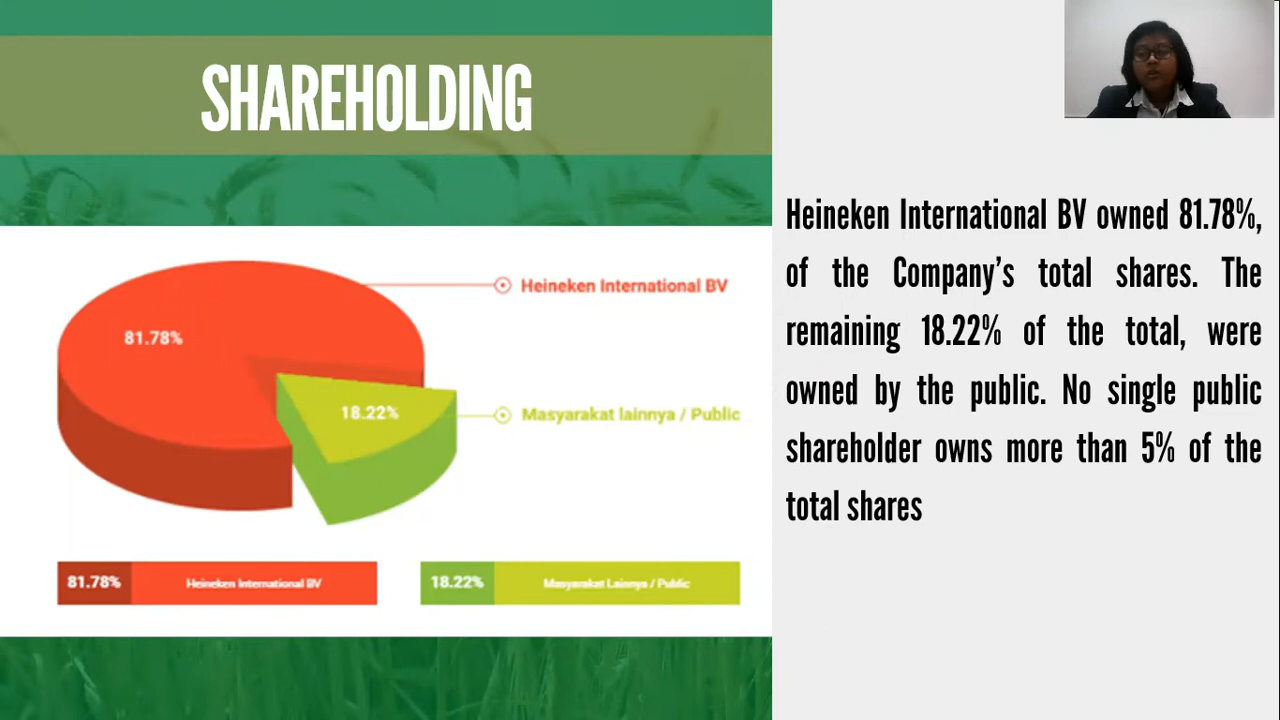 SHAREHOLDING
81.78%
Heineken International BV
18.22%
Masyarakat lainnya / Public
81.78%
Heineken International BV
18.22%
Masyarakat Lainnya / Public
Heineken International BV owned 81.78%,
of the Company’s total shares. The
remaining 18.22% of the total, were
owned by the public. No single public
shareholder owns more than 5% of the
total shares